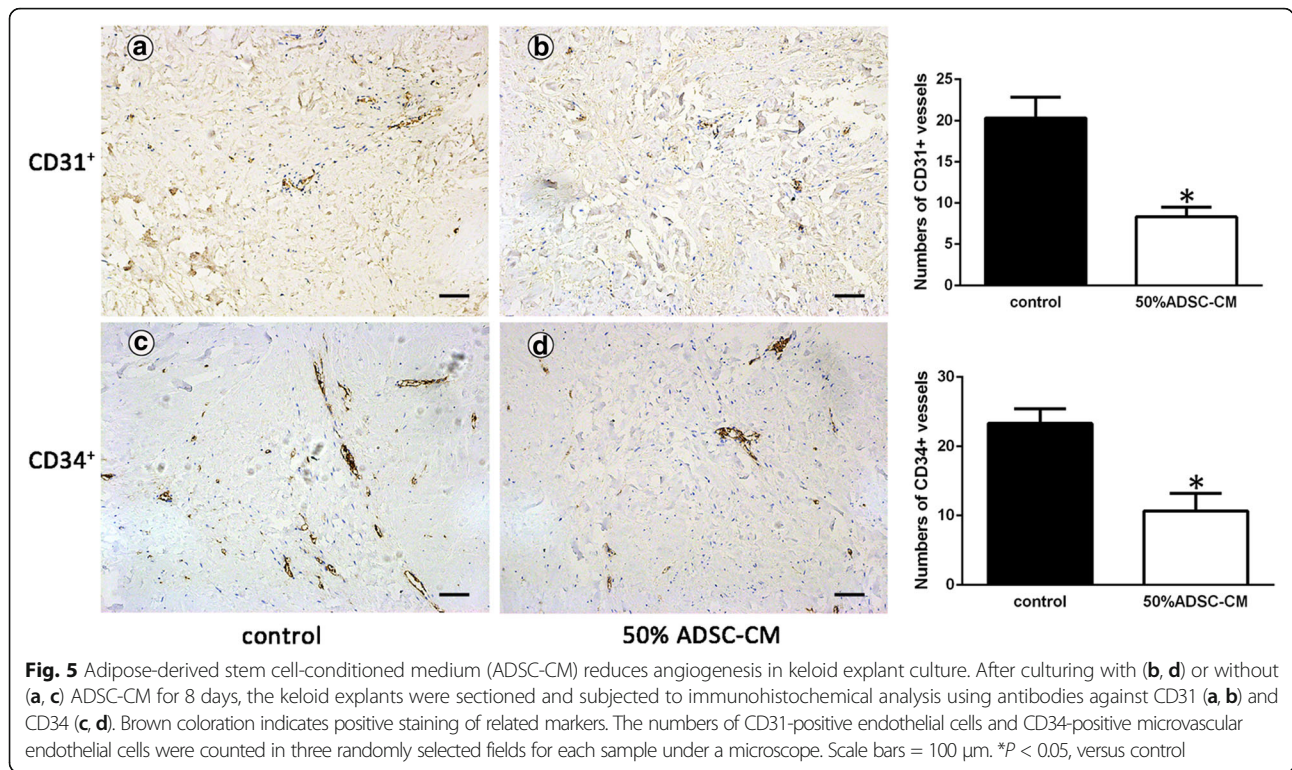 a
b
CD31⁺
25
20
15
10
5
0
Numbers of CD31+ vessels
*
control
50%ADSC-CM
c
d
CD34⁺
30
20
10
0
Numbers of CD34+ vessels
*
control
50%ADSC-CM
control
50% ADSC-CM
Fig. 5 Adipose-derived stem cell-conditioned medium (ADSC-CM) reduces angiogenesis in keloid explant culture. After culturing with (b, d) or without
(a, c) ADSC-CM for 8 days, the keloid explants were sectioned and subjected to immunohistochemical analysis using antibodies against CD31 (a, b) and
CD34 (c, d). Brown coloration indicates positive staining of related markers. The numbers of CD31-positive endothelial cells and CD34-positive microvascular
endothelial cells were counted in three randomly selected fields for each sample under a microscope. Scale bars = 100 μm. *P < 0.05, versus control